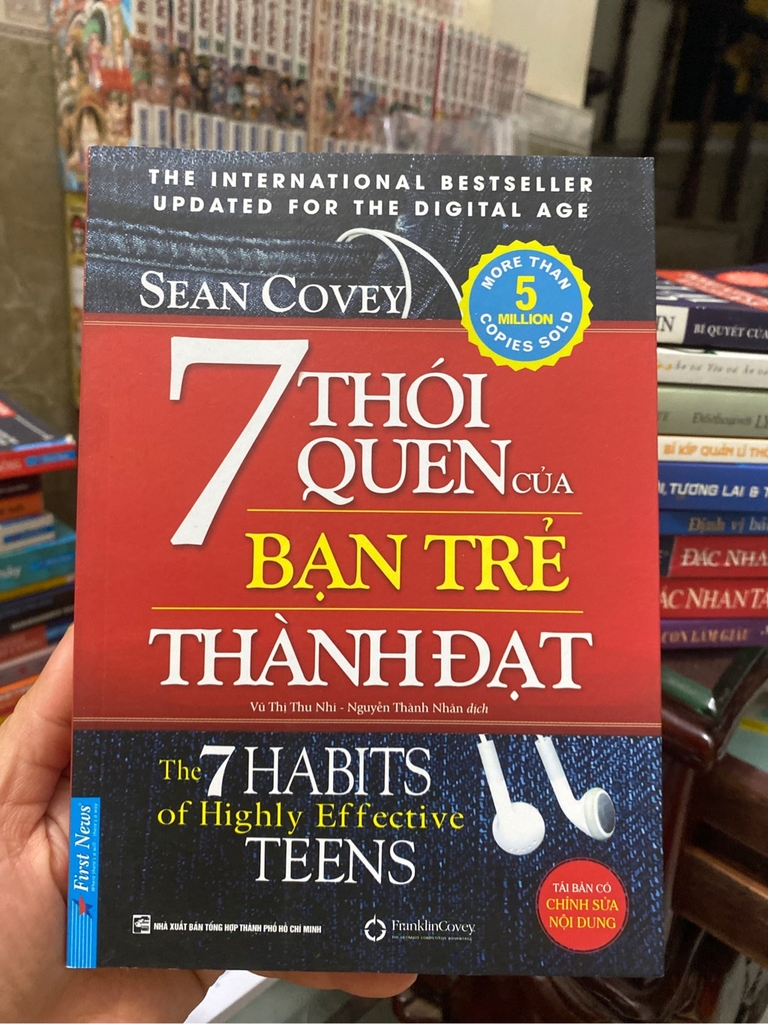 THE INTERNATIONAL BESTSELLER
UPDATED FOR THE DIGITAL AGE
SEAN COVEY
MORE THAN
5
MILLION
COPIES SOLD
7 THÓI
QUEN CỦA
BẠN TRẺ
THÀNH ĐẠT
Vũ Thị Thu Nhi - Nguyễn Thành Nhân dịch
The 7 HABITS
of Highly Effective
TEENS
First News
TÁI BẢN CÓ
CHỈNH SỬA
NỘI DUNG
NHÀ XUẤT BẢN TỔNG HỢP THÀNH PHỐ HỒ CHÍ MINH
FranklinCovey
BÍ QUYẾT CỦA
BÍ KÍP QUẢN LÍ
TƯƠNG LAI &
Định vị
ĐẮC NHÂ
ẮC NHÂN TÂ
CON LÀM GIÀU